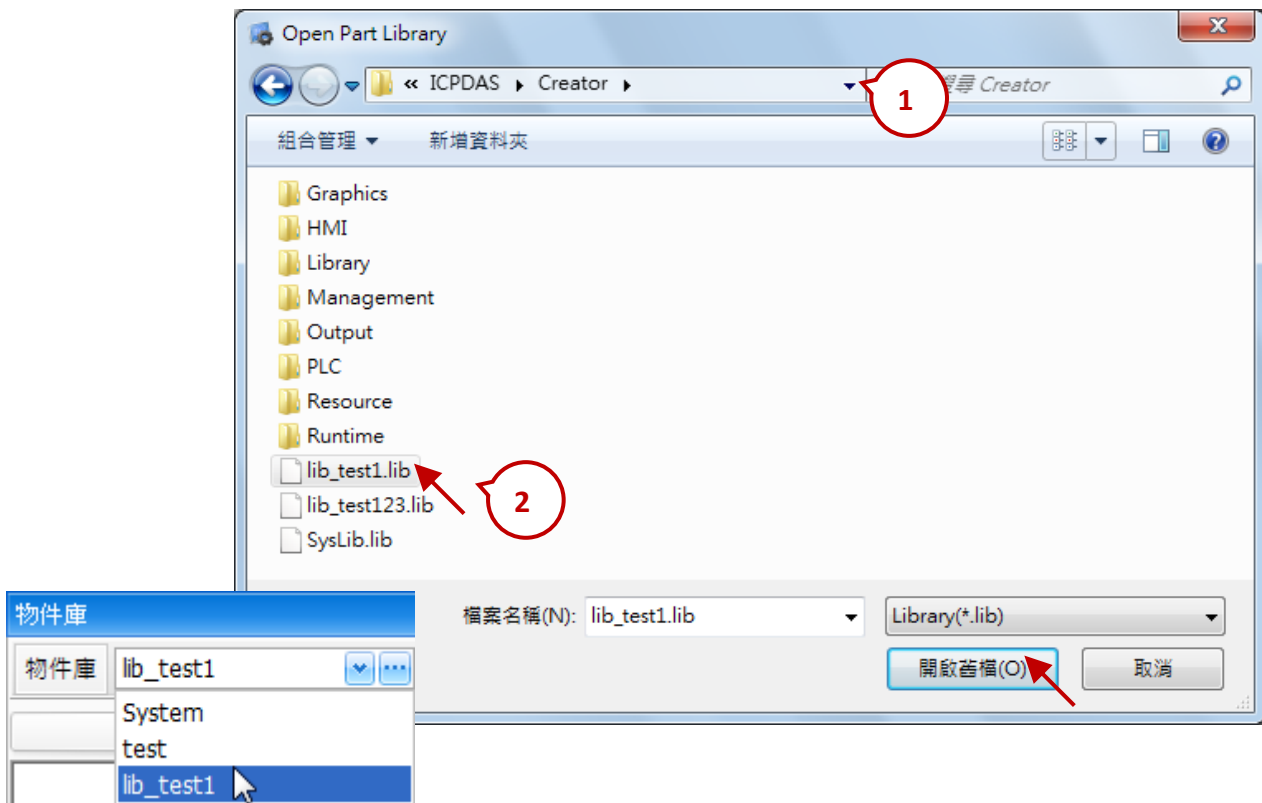 Open Part Library
« ICPDAS ▸ Creator ▸
1
搜尋 Creator
組合管理
新增資料夾
Graphics
HMI
Library
Management
Output
PLC
Resource
Runtime
lib_test1.lib
2
lib_test123.lib
SysLib.lib
檔案名稱(N): lib_test1.lib
Library(*.lib)
開啟舊檔(O)
取消
物件庫
物件庫 lib_test1
System
test
lib_test1